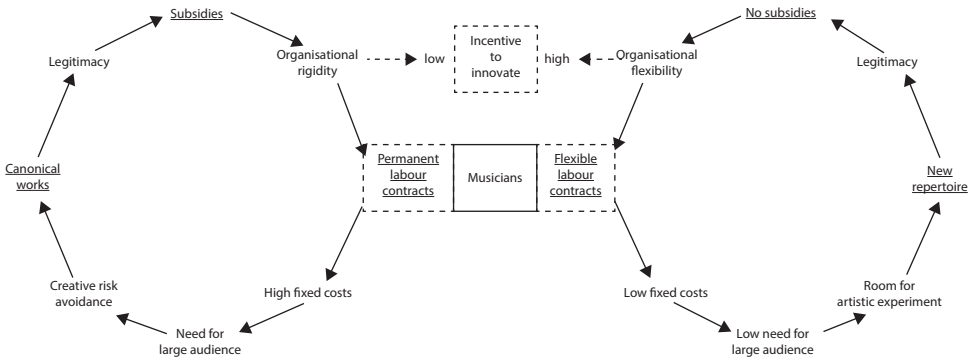 Subsidies
Legitimacy
Organisational
rigidity
low
Incentive
to
innovate
high
No subsidies
Organisational
flexibility
Legitimacy
Canonical
works
Permanent
labour
contracts
Musicians
Flexible
labour
contracts
New
repertoire
Creative risk
avoidance
High fixed costs
Need for
large audience
Low fixed costs
Room for
artistic experiment
Low need for
large audience